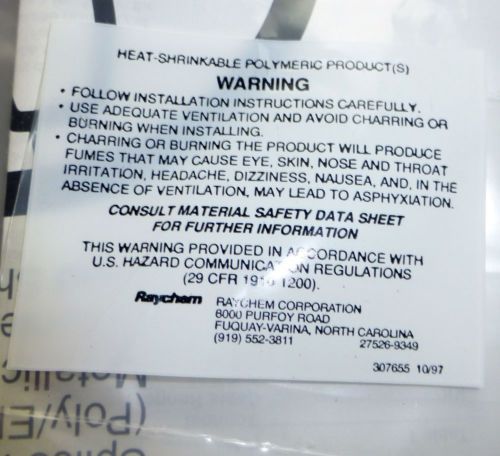 HEAT-SHRINKABLE POLYMERIC PRODUCT(S)
WARNING
• FOLLOW INSTALLATION INSTRUCTIONS CAREFULLY.
• USE ADEQUATE VENTILATION AND AVOID CHARRING OR
BURNING WHEN INSTALLING.
• CHARRING OR BURNING THE PRODUCT WILL PRODUCE
FUMES THAT MAY CAUSE EYE, SKIN, NOSE AND THROAT
IRRITATION, HEADACHE, DIZZINESS, NAUSEA, AND, IN THE
ABSENCE OF VENTILATION, MAY LEAD TO ASPHYXIATION.
CONSULT MATERIAL SAFETY DATA SHEET
FOR FURTHER INFORMATION
THIS WARNING PROVIDED IN ACCORDANCE WITH
U.S. HAZARD COMMUNICATION REGULATIONS
(29 CFR 1910.1200).
Raychem RAYCHEM CORPORATION
8000 PURFOY ROAD
FUQUAY-VARINA, NORTH CAROLINA
(919) 552-3811 27526-9349
307655 10/97
Metallic
(Poly/El